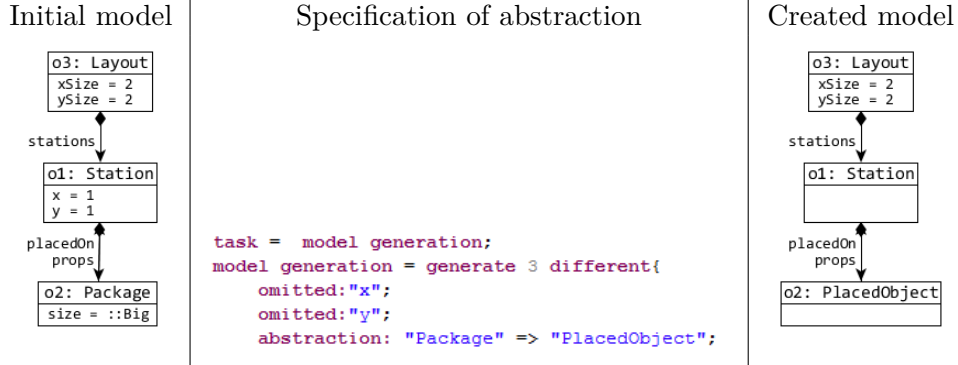 Initial model
Specification of abstraction
Created model
o3: Layout
xSize = 2
ySize = 2
stations
o1: Station
x = 1
y = 1
placedOn
props
o2: Package
size = ::Big
task =  model generation;
model generation = generate 3 different{
omitted:"x";
omitted:"y";
abstraction: "Package" => "PlacedObject";
o3: Layout
xSize = 2
ySize = 2
stations
o1: Station
placedOn
props
o2: PlacedObject